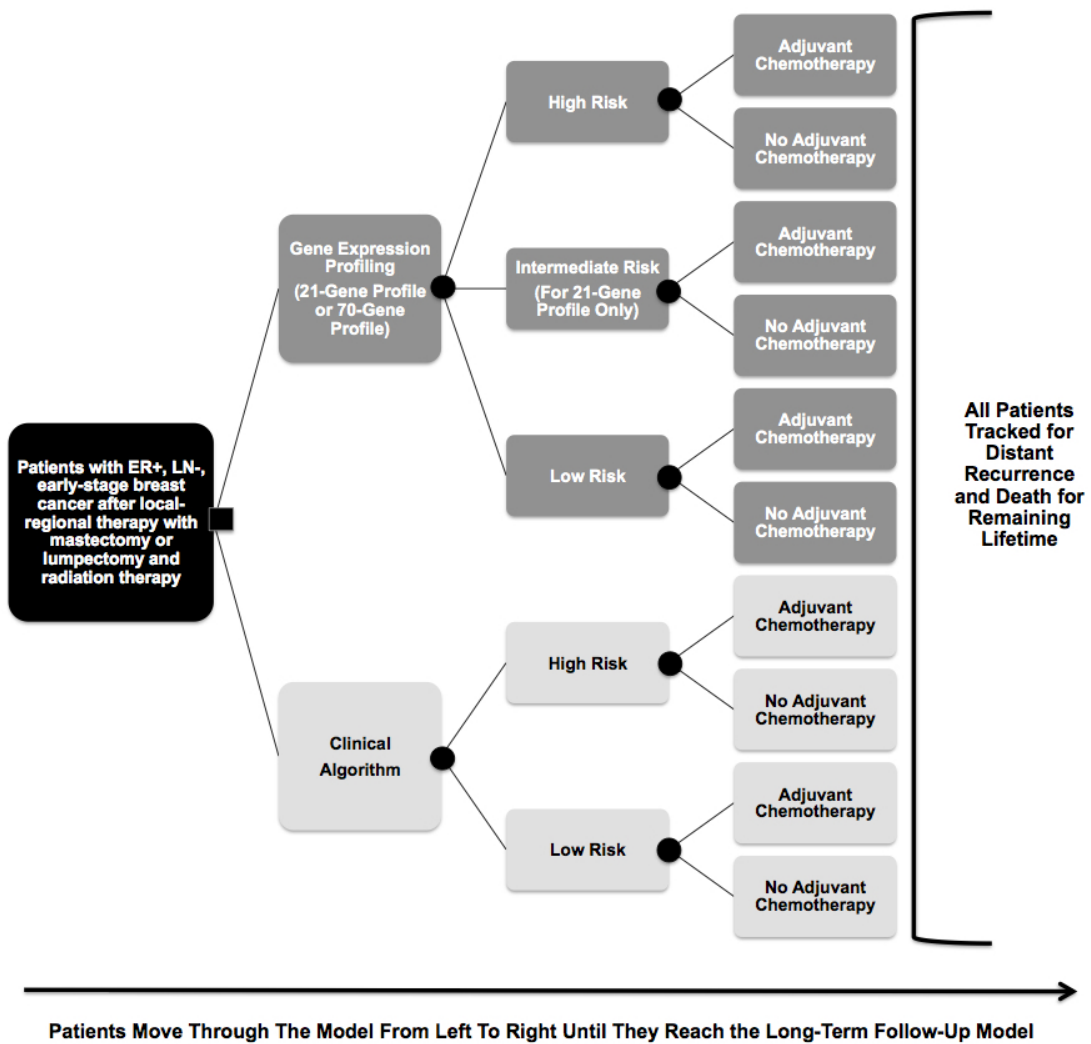 Patients with ER+, LN-,
early-stage breast
cancer after local-
regional therapy with
mastectomy or
lumpectomy and
radiation therapy
Gene Expression
Profiling
(21-Gene Profile
or 70-Gene
Profile)
High Risk
Adjuvant
Chemotherapy
No Adjuvant
Chemotherapy
Intermediate Risk
(For 21-Gene
Profile Only)
Adjuvant
Chemotherapy
No Adjuvant
Chemotherapy
Low Risk
Adjuvant
Chemotherapy
No Adjuvant
Chemotherapy
Clinical
Algorithm
High Risk
Adjuvant
Chemotherapy
No Adjuvant
Chemotherapy
Low Risk
Adjuvant
Chemotherapy
No Adjuvant
Chemotherapy
All Patients
Tracked for
Distant
Recurrence
and Death for
Remaining
Lifetime
Patients Move Through The Model From Left To Right Until They Reach the Long-Term Follow-Up Model